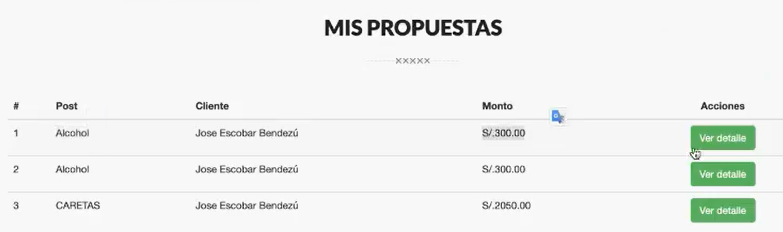 MIS PROPUESTAS
×××××
# Post Cliente Monto Acciones
1 Alcohol Jose Escobar Bendezú S/.300.00 Ver detalle
2 Alcohol Jose Escobar Bendezú S/.300.00 Ver detalle
3 CARETAS Jose Escobar Bendezú S/.2050.00 Ver detalle